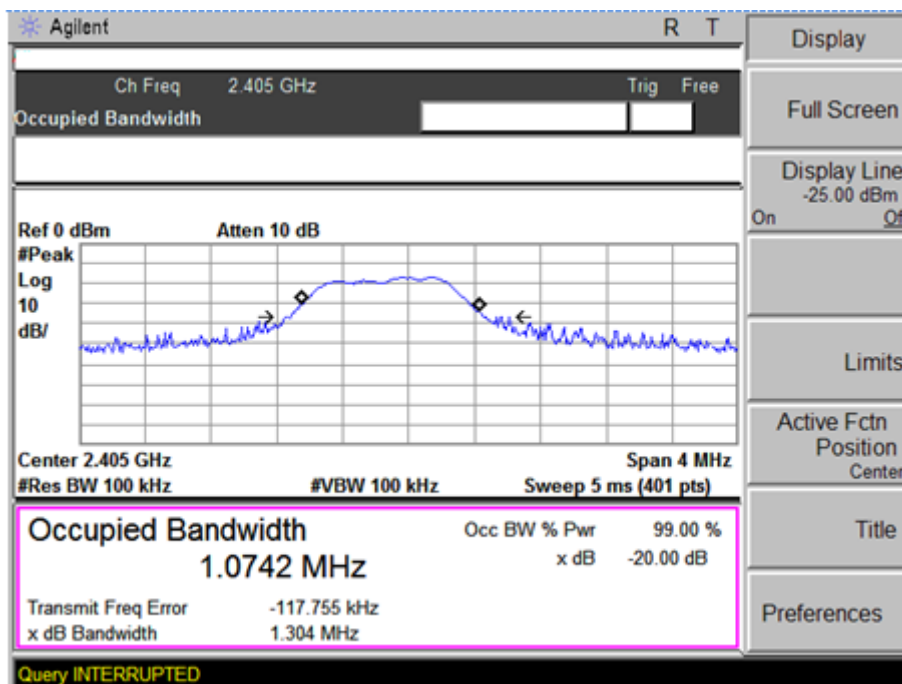 Agilent R T
Ch Freq 2.405 GHz Trig Free
Occupied Bandwidth
Ref 0 dBm Atten 10 dB
#Peak
Log
10
dB/
Center 2.405 GHz Span 4 MHz
#Res BW 100 kHz #VBW 100 kHz Sweep 5 ms (401 pts)
Occupied Bandwidth
1.0742 MHz
Occ BW % Pwr 99.00 %
x dB -20.00 dB
Transmit Freq Error -117.755 kHz
x dB Bandwidth 1.304 MHz
Query INTERRUPTED
Display
Full Screen
Display Line
-25.00 dBm
On Of
Limits
Active Fctn
Position
Center
Title
Preferences